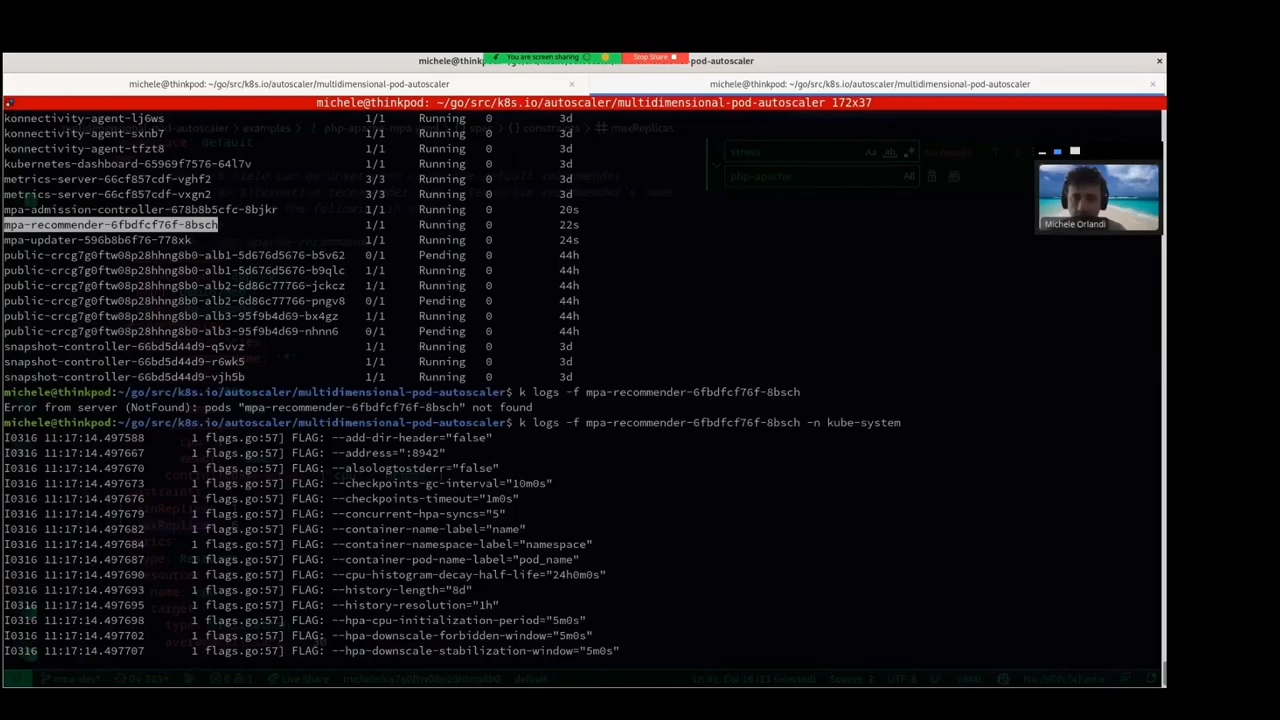 You are screen sharing
Stop Share
michele@thinkpod: ~/go/src/k8s.io/autoscaler/multidimensional-pod-autoscaler
michele@thinkpod: ~/go/src/k8s.io/autoscaler/multidimensional-pod-autoscaler
michele@thinkpod: ~/go/src/k8s.io/autoscaler/multidimensional-pod-autoscaler
michele@thinkpod: ~/go/src/k8s.io/autoscaler/multidimensional-pod-autoscaler 172x37
konnectivity-agent-lj6ws 1/1 Running 0 3d
konnectivity-agent-sxnb7 1/1 Running 0 3d
konnectivity-agent-tfzt8 1/1 Running 0 3d
kubernetes-dashboard-65969f7576-64l7v 1/1 Running 0 3d
metrics-server-66cf857cdf-vghf2 3/3 Running 0 3d
metrics-server-66cf857cdf-vxgn2 3/3 Running 0 3d
mpa-admission-controller-678b8b5cfc-8bjkr 1/1 Running 0 20s
mpa-recommender-6fbdfcf76f-8bsch 1/1 Running 0 22s
mpa-updater-596b8b6f76-778xk 1/1 Running 0 24s
public-crcg7g0ftw08p28hhng8b0-alb1-5d676d5676-b5v62 0/1 Pending 0 44h
public-crcg7g0ftw08p28hhng8b0-alb1-5d676d5676-b9qlc 1/1 Running 0 44h
public-crcg7g0ftw08p28hhng8b0-alb2-6d86c77766-jckcz 1/1 Running 0 44h
public-crcg7g0ftw08p28hhng8b0-alb2-6d86c77766-pngv8 0/1 Pending 0 44h
public-crcg7g0ftw08p28hhng8b0-alb3-95f9b4d69-bx4gz 1/1 Running 0 44h
public-crcg7g0ftw08p28hhng8b0-alb3-95f9b4d69-nhnn6 0/1 Pending 0 44h
snapshot-controller-66bd5d44d9-q5vvz 1/1 Running 0 3d
snapshot-controller-66bd5d44d9-r6wk5 1/1 Running 0 3d
snapshot-controller-66bd5d44d9-vjh5b 1/1 Running 0 3d
michele@thinkpod:~/go/src/k8s.io/autoscaler/multidimensional-pod-autoscaler$ k logs -f mpa-recommender-6fbdfcf76f-8bsch
Error from server (NotFound): pods "mpa-recommender-6fbdfcf76f-8bsch" not found
michele@thinkpod:~/go/src/k8s.io/autoscaler/multidimensional-pod-autoscaler$ k logs -f mpa-recommender-6fbdfcf76f-8bsch -n kube-system
I0316 11:17:14.497588 1 flags.go:57] FLAG: --add-dir-header="false"
I0316 11:17:14.497667 1 flags.go:57] FLAG: --address=":8942"
I0316 11:17:14.497670 1 flags.go:57] FLAG: --alsologtostderr="false"
I0316 11:17:14.497673 1 flags.go:57] FLAG: --checkpoints-gc-interval="10m0s"
I0316 11:17:14.497676 1 flags.go:57] FLAG: --checkpoints-timeout="1m0s"
I0316 11:17:14.497679 1 flags.go:57] FLAG: --concurrent-hpa-syncs="5"
I0316 11:17:14.497682 1 flags.go:57] FLAG: --container-name-label="name"
I0316 11:17:14.497684 1 flags.go:57] FLAG: --container-namespace-label="namespace"
I0316 11:17:14.497687 1 flags.go:57] FLAG: --container-pod-name-label="pod_name"
I0316 11:17:14.497690 1 flags.go:57] FLAG: --cpu-histogram-decay-half-life="24h0m0s"
I0316 11:17:14.497693 1 flags.go:57] FLAG: --history-length="8d"
I0316 11:17:14.497695 1 flags.go:57] FLAG: --history-resolution="1h"
I0316 11:17:14.497698 1 flags.go:57] FLAG: --hpa-cpu-initialization-period="5m0s"
I0316 11:17:14.497702 1 flags.go:57] FLAG: --hpa-downscale-forbidden-window="5m0s"
I0316 11:17:14.497707 1 flags.go:57] FLAG: --hpa-downscale-stabilization-window="5m0s"
Michele Orlandi
stress
php-apache